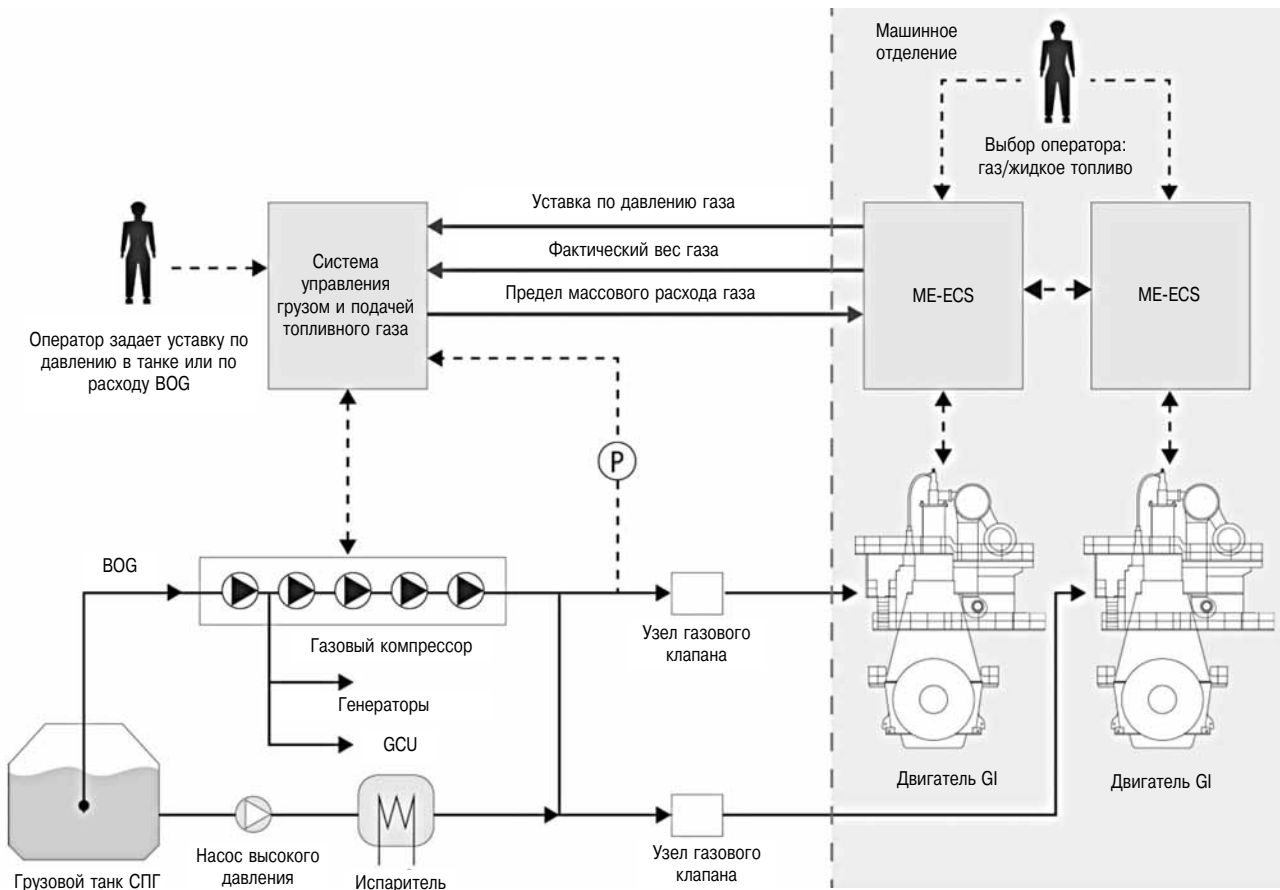 Машинное
отделение
Выбор оператора:
газ/жидкое топливо
Уставка по давлению газа
Фактический вес газа
Предел массового расхода газа
Система
управления
грузом и подачей
топливного газа
ME-ECS
ME-ECS
Оператор задает уставку по
давлению в танке или по
расходу BOG
P
BOG
Газовый компрессор
Генераторы
GCU
Узел газового
клапана
Двигатель GI
Двигатель GI
Узел газового
клапана
Грузовой танк СПГ
Насос высокого
давления
Испаритель